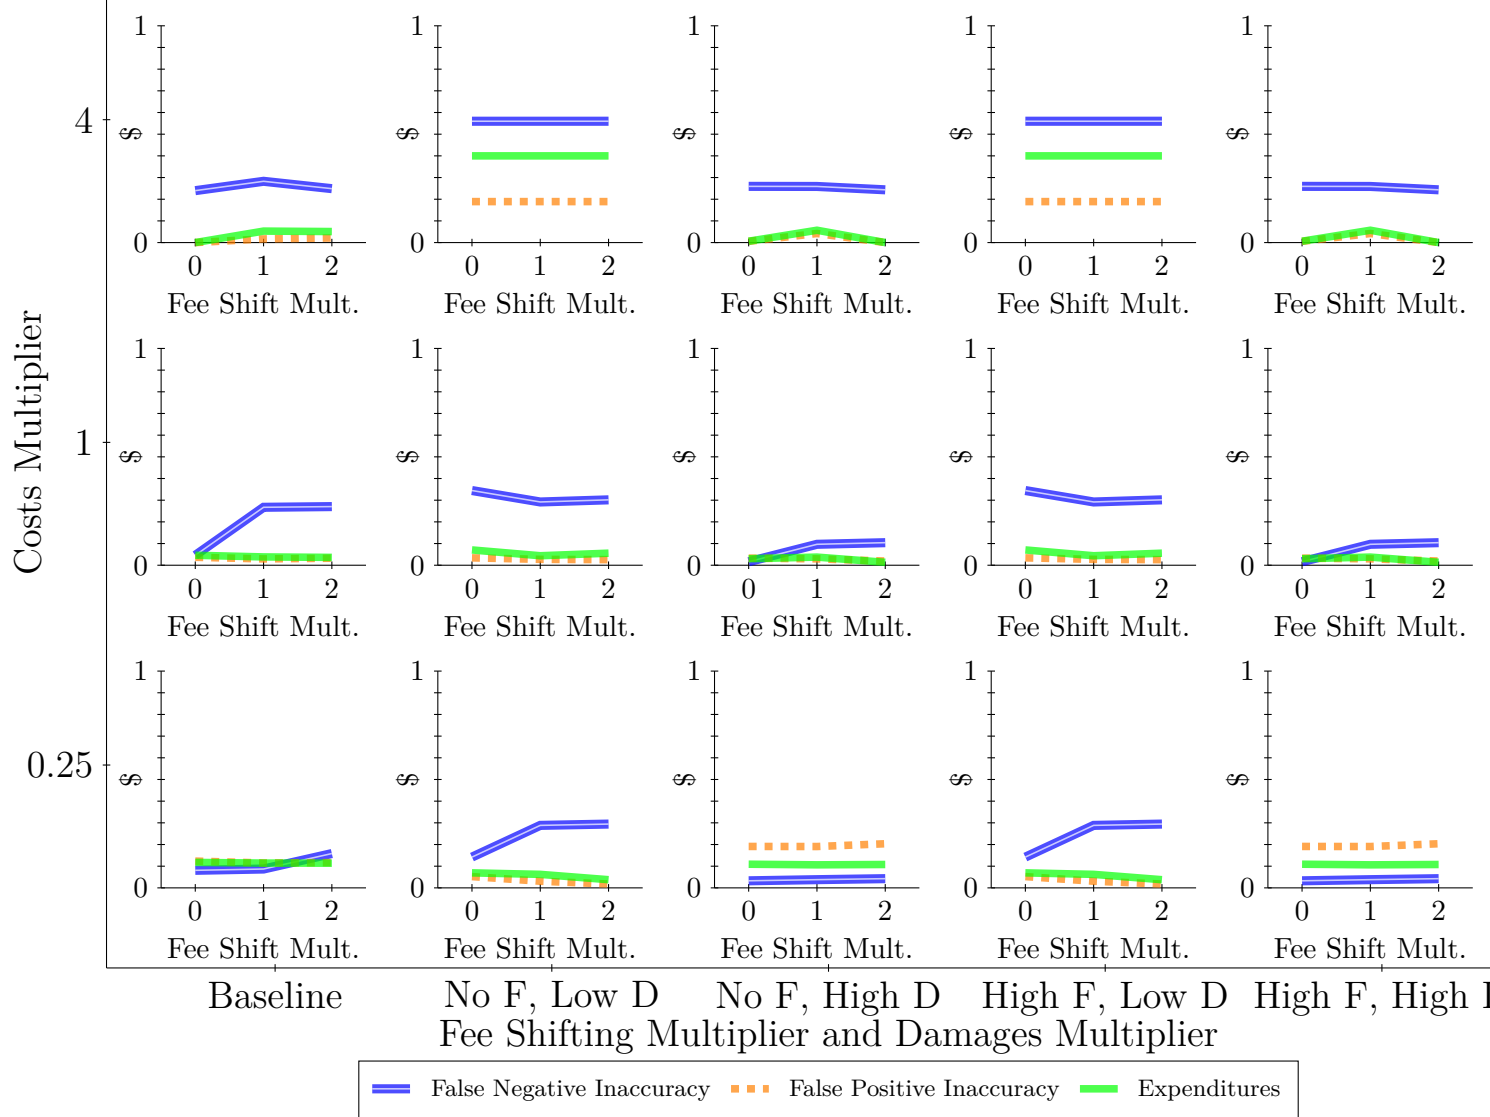 1 1 1 1 1
4 $ $ $ $ $
0 0 0 0 0
0 1 2 0 1 2 0 1 2 0 1 2 0 1 2
Fee Shift Mult. Fee Shift Mult. Fee Shift Mult. Fee Shift Mult. Fee Shift Mult.
Costs Multiplier
1 1 1 1 1
1 $ $ $ $ $
0 0 0 0 0
0 1 2 0 1 2 0 1 2 0 1 2 0 1 2
Fee Shift Mult. Fee Shift Mult. Fee Shift Mult. Fee Shift Mult. Fee Shift Mult.
1 1 1 1 1
0.25 $ $ $ $ $
0 0 0 0 0
0 1 2 0 1 2 0 1 2 0 1 2 0 1 2
Fee Shift Mult. Fee Shift Mult. Fee Shift Mult. Fee Shift Mult. Fee Shift Mult.
Baseline No F, Low D No F, High D High F, Low D High F, High
Fee Shifting Multiplier and Damages Multiplier
False Negative Inaccuracy False Positive Inaccuracy Expenditures